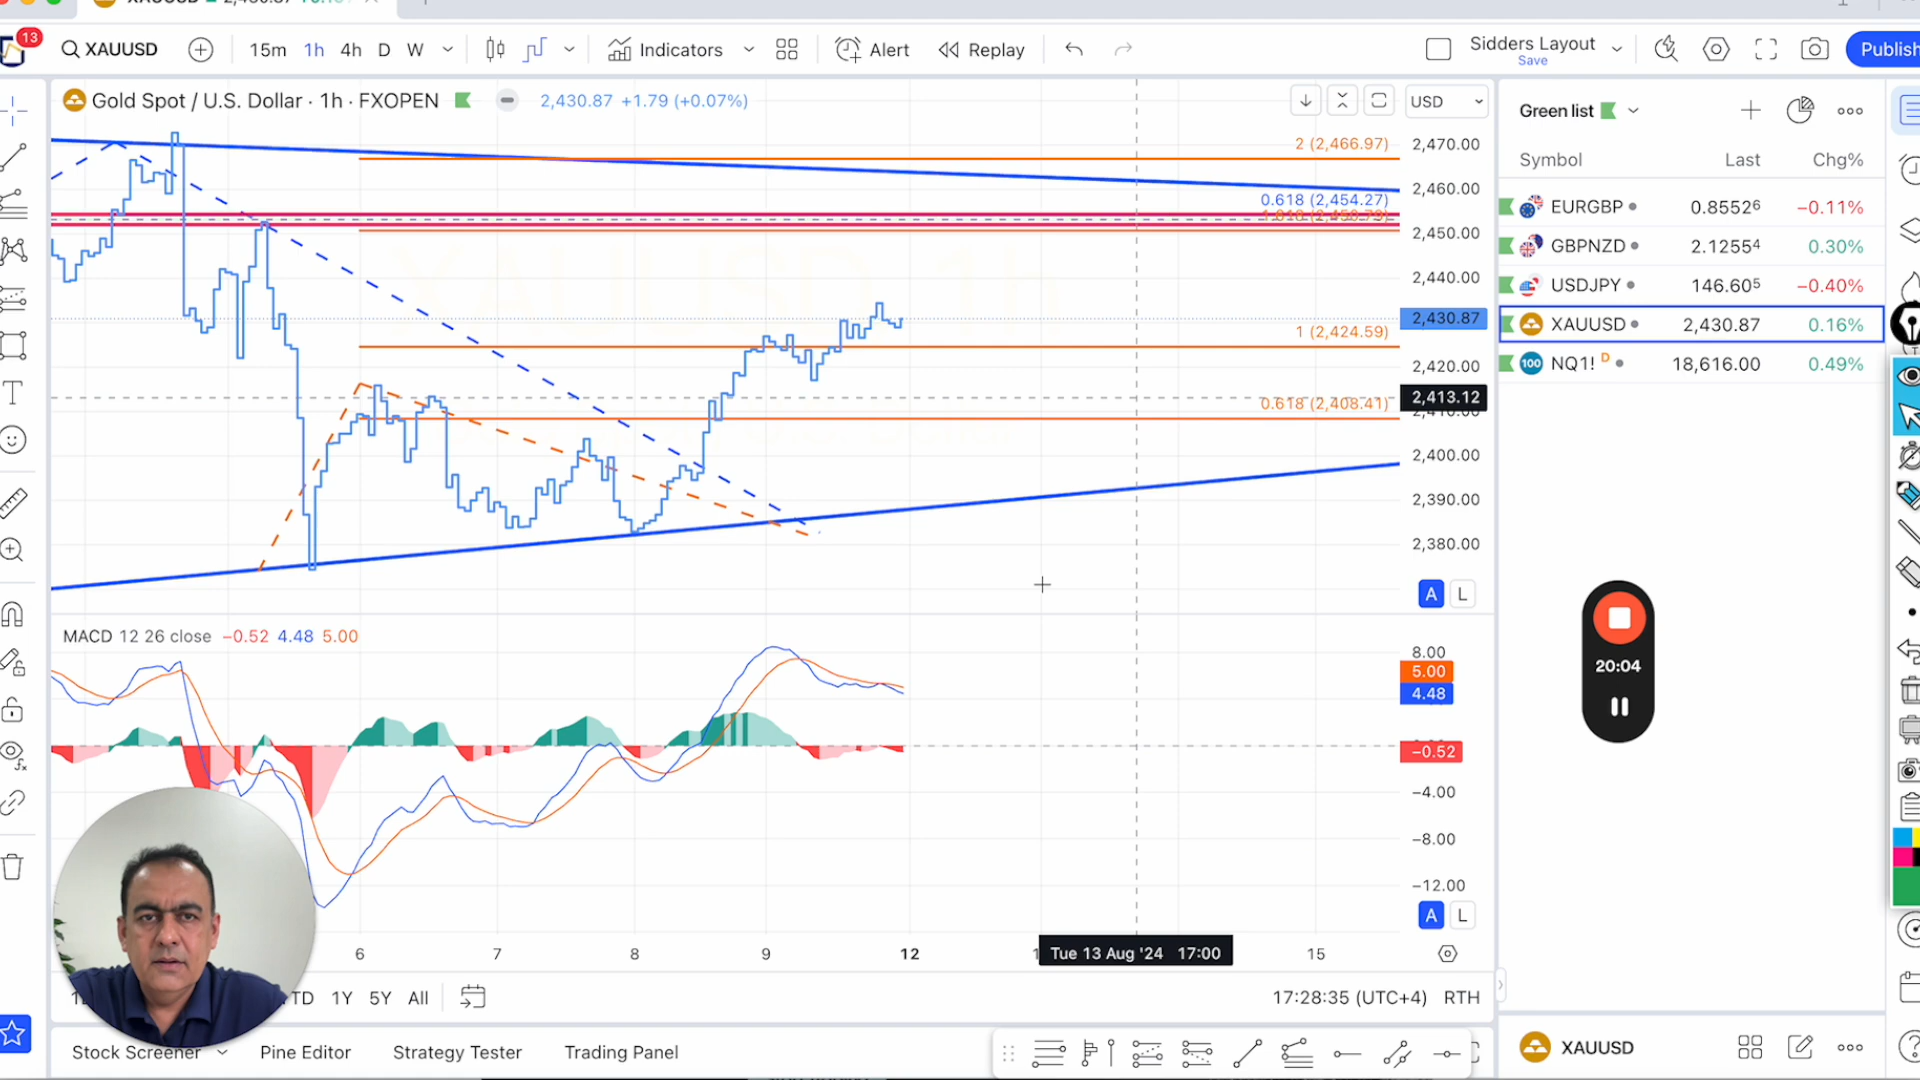 13
XAUUSD
15m 1h 4h D W
Indicators
Alert
Replay
Sidders Layout
Save
Publish
Gold Spot / U.S. Dollar · 1h · FXOPEN
2,430.87 +1.79 (+0.07%)
USD
2 (2,466.97)
0.618 (2,454.27)
1 (2,424.59)
0.618 (2,408.41)
2,470.00
2,460.00
2,450.00
2,440.00
2,430.87
2,420.00
2,413.12
2,410.00
2,400.00
2,390.00
2,380.00
A L
MACD 12 26 close −0.52 4.48 5.00
8.00
5.00
4.48
−0.52
−4.00
−8.00
−12.00
A L
6 7 8 9 12 15
Tue 13 Aug '24 17:00
1Y 5Y All
17:28:35 (UTC+4) RTH
Stock Screener
Pine Editor
Strategy Tester
Trading Panel
Green list
Symbol Last Chg%
EURGBP 0.85526 −0.11%
GBPNZD 2.12554 0.30%
USDJPY 146.605 −0.40%
XAUUSD 2,430.87 0.16%
100 NQ1! D 18,616.00 0.49%
20:04
XAUUSD